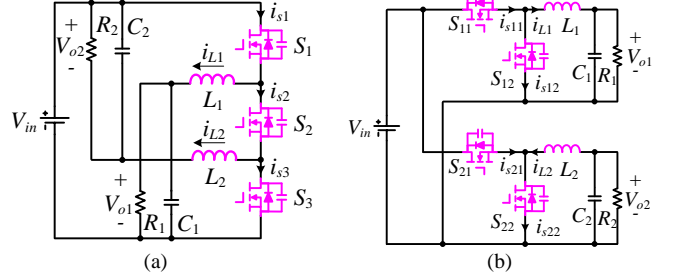 R2 C2 is1
+ Vo2 - S1
iL1
L1 is2
Vin + S2
iL2
L2 is3
+ Vo1 - R1 C1 S3
(a)
S11 is11 iL1 L1
S12 is12 C1 R1 + Vo1 -
Vin
S21 is21 iL2 L2
S22 is22 C2 R2 + Vo2 -
(b)